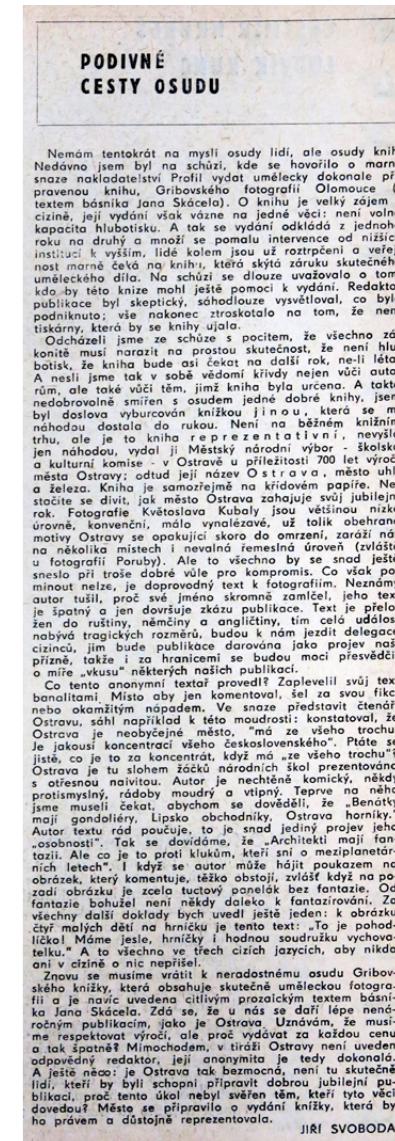 PODIVNÉ
CESTY OSUDU
Nemám tentokrát na mysli osudy lidí, ale osudy knih
Nedávno jsem byl na schůzi, kde se hovořilo o marn
snaze nakladatelství Profil vydat umělecky dokonale při
pravenou knihu, Gribovského fotografií Olomouce (
textem básníka Jana Skácela). O knihu je velký zájem
cizině, její vydání však vázne na jedné věci: není voln
kapacita hlubotisku. A tak se vydání odkládá z jednoh
roku na druhý a množí se pomalu intervence od nižšíc
institucí k vyšším, lidé kolem jsou už roztrpčeni a veřej
nost marně čeká na knihu, která skýtá záruku skutečnéh
uměleckého díla. Na schůzi se dlouze uvažovalo o tom
kdo by této knize mohl ještě pomoci k vydání. Redakto
publikace byl skeptický, sáhodlouze vysvětloval, co byl
podniknuto; vše nakonec ztroskotalo na tom, že nen
tiskárny, která by se knihy ujala.
Odcházeli jsme ze schůze s pocitem, že všechno zá
konitě musí narazit na prostou skutečnost, že není hlu
botisk, že kniha bude asi čekat na další rok, ne-li léta
A nesli jsme tak v sobě vědomí křivdy nejen vůči auto
rům, ale také vůči těm, jimž kniha byla určena. A takto
nedobrovolně smířen s osudem jedné dobré knihy, jsem
byl doslova vyburcován knížkou jinou, která se m
náhodou dostala do rukou. Není na běžném knižním
trhu, ale je to kniha reprezentativní, nevyšla
jen náhodou, vydal ji Městský národní výbor - školsk
a kulturní komise - v Ostravě u příležitosti 700 let výroč
města Ostravy; odtud její název Ostrava, město uhl
a železa. Kniha je samozřejmě na křídovém papíře. Ne
stačíte se divit, jak město Ostrava zahajuje svůj jubilejn
rok. Fotografie Květoslava Kubaly jsou většinou nízké
úrovně, konvenční, málo vynalézavé, už tolik obehrané
motivy Ostravy se opakující skoro do omrzení, zaráží ná
na několika místech i nevalná řemeslná úroveň (zvláště
u fotografií Poruby). Ale to všechno by se snad ještě
sneslo při troše dobré vůle pro kompromis. Co však po
minout nelze, je doprovodný text k fotografiím. Neznámý
autor tušil, proč své jméno skromně zamlčel, jeho text
je špatný a jen dovršuje zkázu publikace. Text je přelo
žen do ruštiny, němčiny a angličtiny, tím celá událost
nabývá tragických rozměrů, budou k nám jezdit delegace
cizinců, jim bude publikace darována jako projev naší
přízně, takže i za hranicemi se budou moci přesvědči
o míře „vkusu" některých našich publikací.
Co tento anonymní textař provedl? Zaplevelil svůj tex
banalitami Místo aby jen komentoval, šel za svou fikc
nebo okamžitým nápadem. Ve snaze představit čtenáři
Ostravu, sáhl například k této moudrosti: konstatoval, že
Ostrava je neobyčejné město, "má ze všeho trochu
Je jakousi koncentrací všeho československého". Ptáte se
jistě, co je to za koncentrát, když má „ze všeho trochu"?
Ostrava je tu slohem žáčků národních škol prezentována
s otřesnou naivitou. Autor je nechtěně komický, někdy
protismyslný, rádoby moudrý a vtipný. Teprve na něho
jsme museli čekat, abychom se dověděli, že „Benátky
mají gondoliéry, Lipsko obchodníky, Ostrava horníky."
Autor textu rád poučuje, to je snad jediný projev jeho
„osobnosti". Tak se dovídáme, že „Architekti mají fan-
tazii. Ale co je to proti klukům, kteří sní o meziplanetár-
ních letech". I když se autor může hájit poukazem na
obrázek, který komentuje, těžko obstojí, zvlášť když na po-
zadí obrázku je zcela tuctový panelák bez fantazie. Od
fantazie bohužel není někdy daleko k fantazírování. Za
všechny další doklady bych uvedl ještě jeden: k obrázku
čtyř malých dětí na hrníčku je tento text: „To je pohod-
líčko! Máme jesle, hrníčky i hodnou soudružku vychova-
telku." A to všechno ve třech cizích jazycích, aby nikdo
ani v cizině o nic nepřišel.
Znovu se musíme vrátit k neradostnému osudu Gribov-
ského knížky, která obsahuje skutečně uměleckou fotogra-
fii a je navíc uvedena citlivým prozaickým textem básní-
ka Jana Skácela. Zdá se, že u nás se daří lépe nená-
ročným publikacím, jako je Ostrava. Uznávám, že musí-
me respektovat výročí, ale proč vydávat za každou cenu
a tak špatně? Mimochodem, v tiráži Ostravy není uveden
odpovědný redaktor, její anonymita je tedy dokonalá.
A ještě něco: je Ostrava tak bezmocná, není tu skutečně
lidí, kteří by byli schopni připravit dobrou jubilejní pu-
blikaci, proč tento úkol nebyl svěřen těm, kteří tyto věci
dovedou? Město se připravilo o vydání knížky, která by
ho právem a důstojně reprezentovala.
JIŘÍ SVOBODA